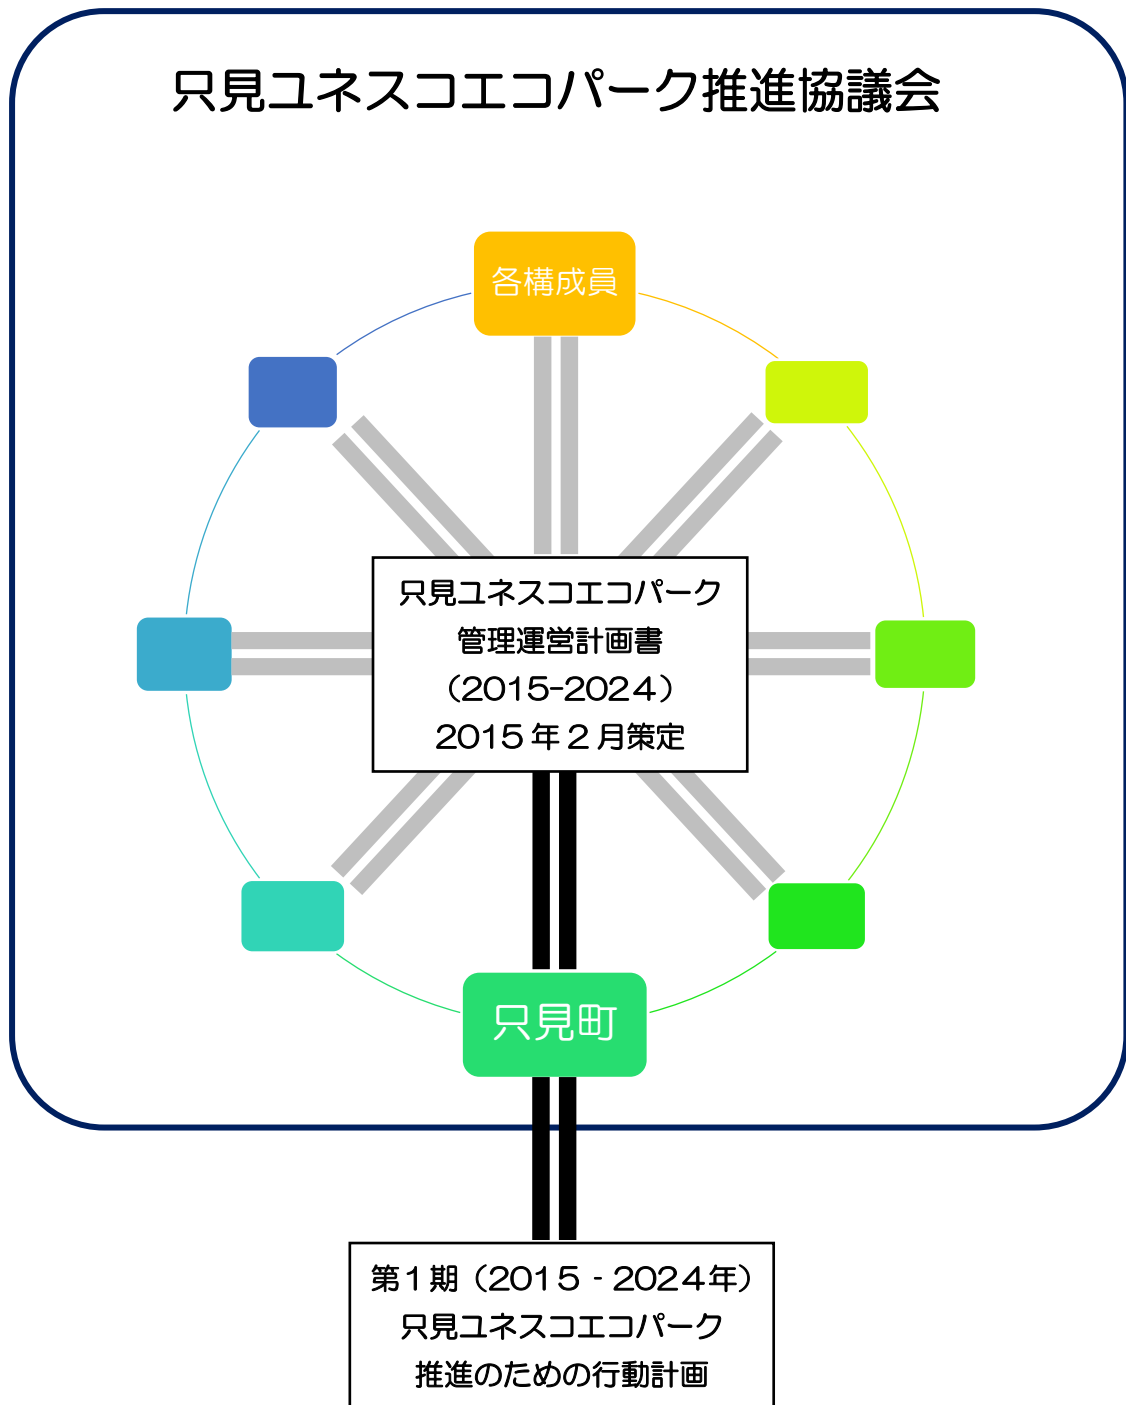 只見ユネスコエコパーク推進協議会
各構成員
只見ユネスコエコパーク
管理運営計画書
（2015-2024）
2015年2月策定
只見町
第1期（2015 - 2024年）
只見ユネスコエコパーク
推進のための行動計画